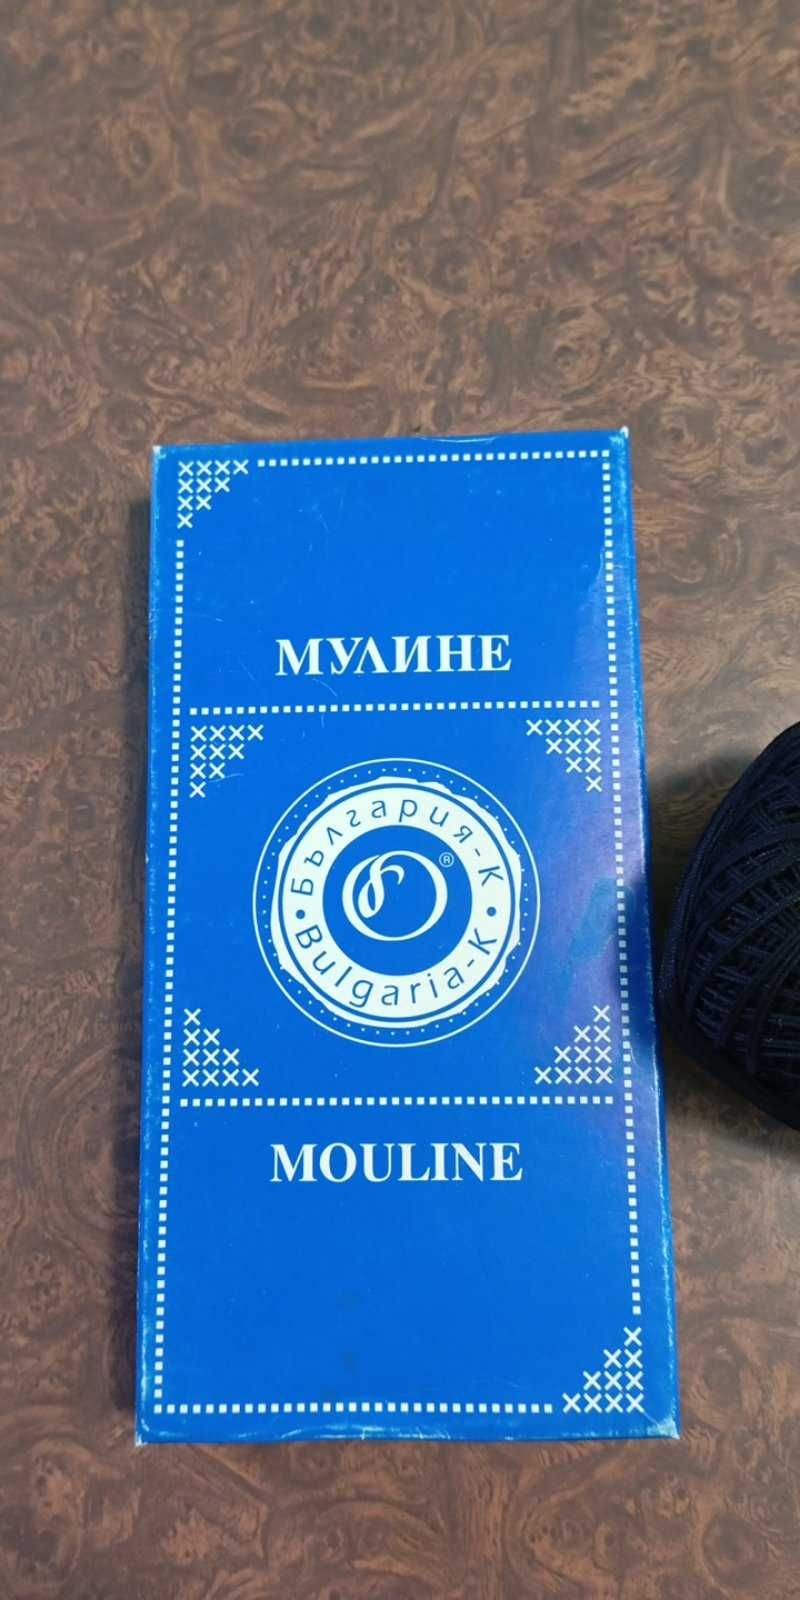 МУЛИНЕ
България-К
®
Bulgaria-K
MOULINE